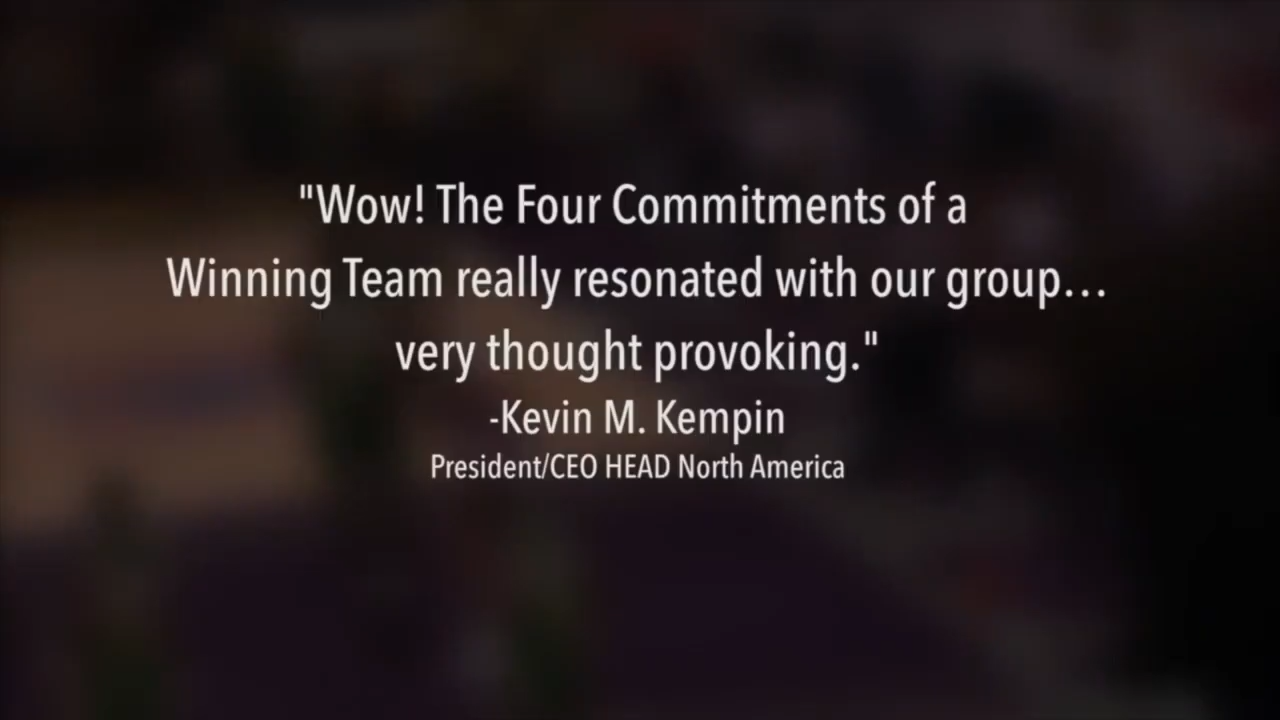 "Wow! The Four Commitments of a
Winning Team really resonated with our group...
very thought provoking."
-Kevin M. Kempin
President/CEO HEAD North America